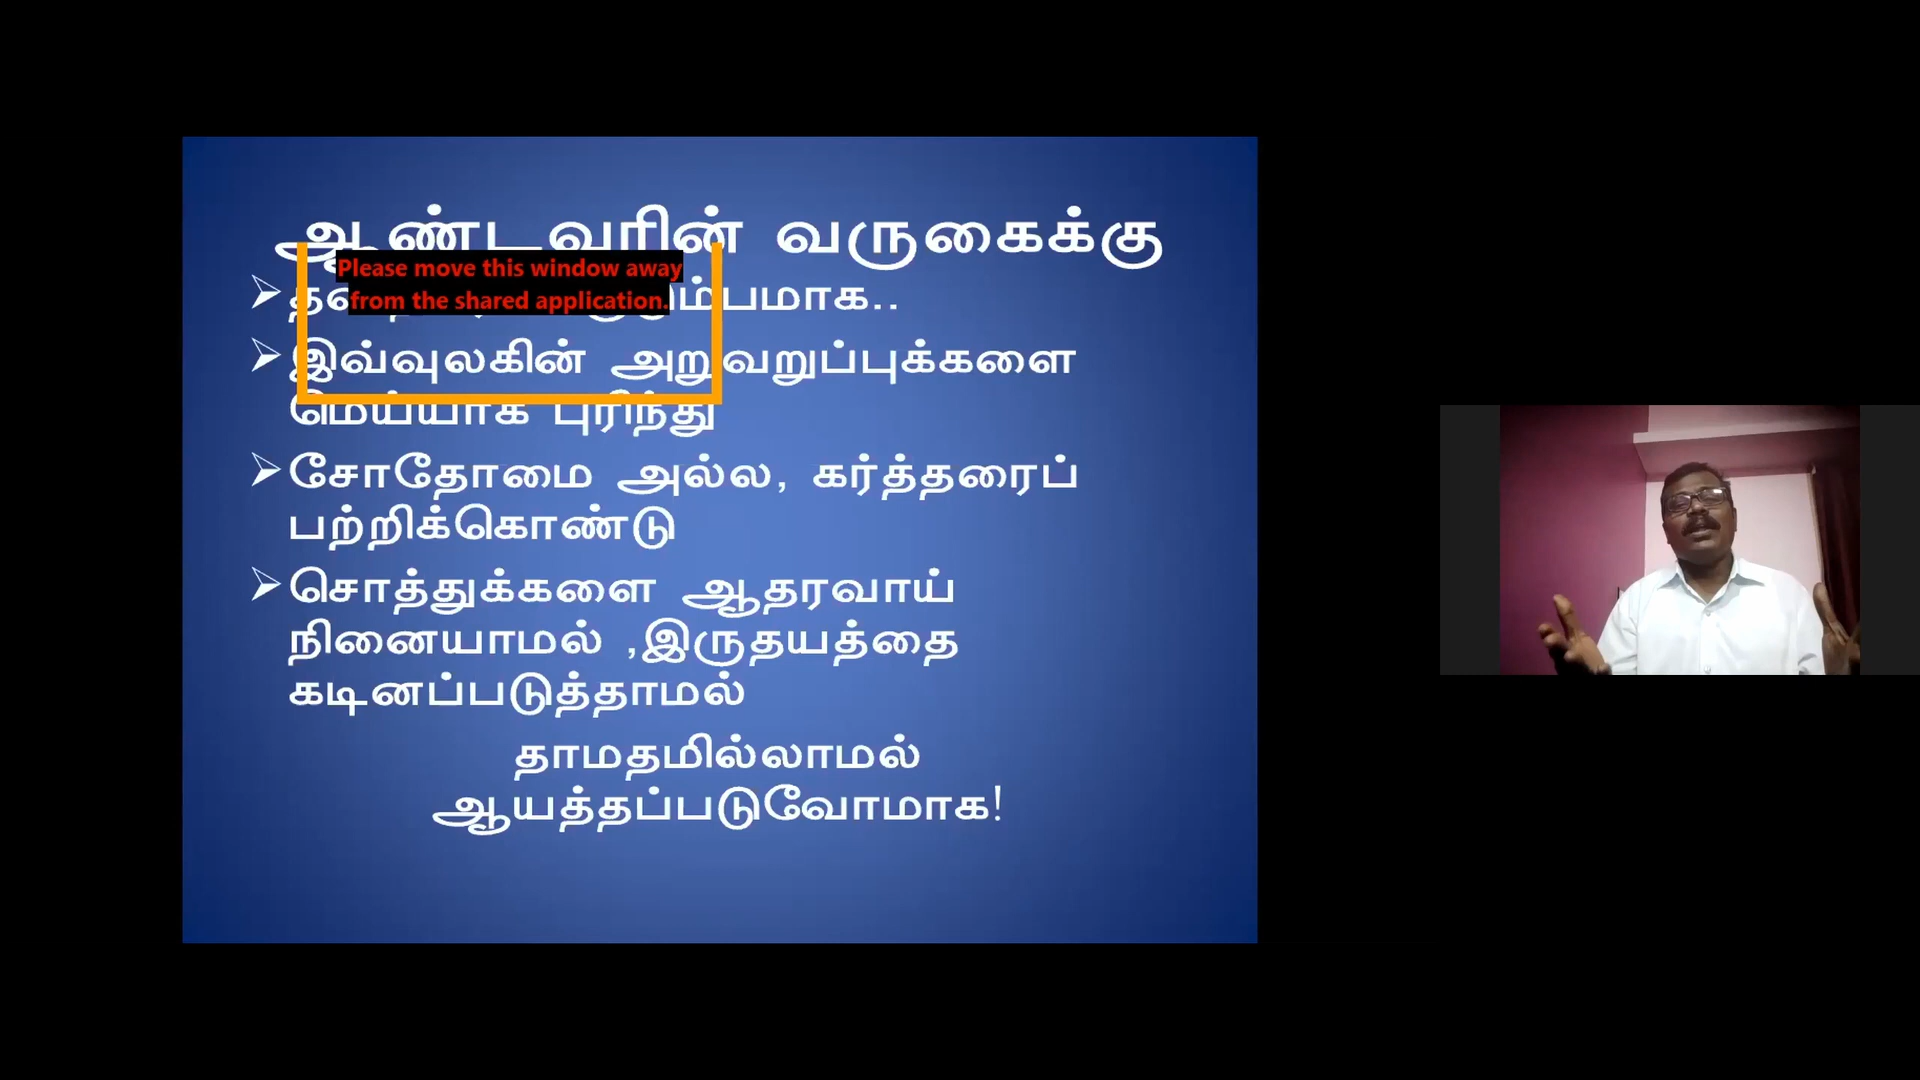 ஆண்டவரின் வருகைக்கு
Please move this window away
from the shared application.
இவ்வுலகின் அறுவறுப்புக்களை
மெய்யாக புரிந்து
சோதோமை அல்ல, கர்த்தரைப்
பற்றிக்கொண்டு
சொத்துக்களை ஆதரவாய்
நினையாமல் ,இருதயத்தை
கடினப்படுத்தாமல்
தாமதமில்லாமல்
ஆயத்தப்படுவோமாக!